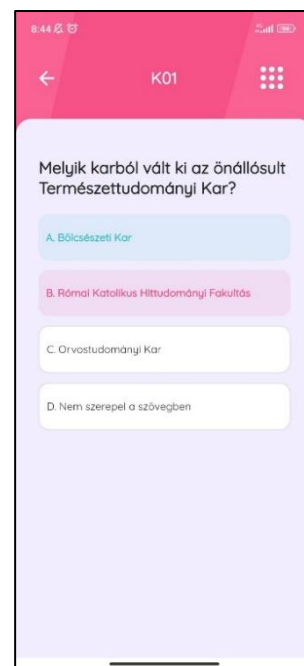 8:44
K01
Melyik karból vált ki az önállósult
Természettudományi Kar?
A. Bölcsészeti Kar
B. Római Katolikus Hittudományi Fakultás
C. Orvostudományi Kar
D. Nem szerepel a szövegben